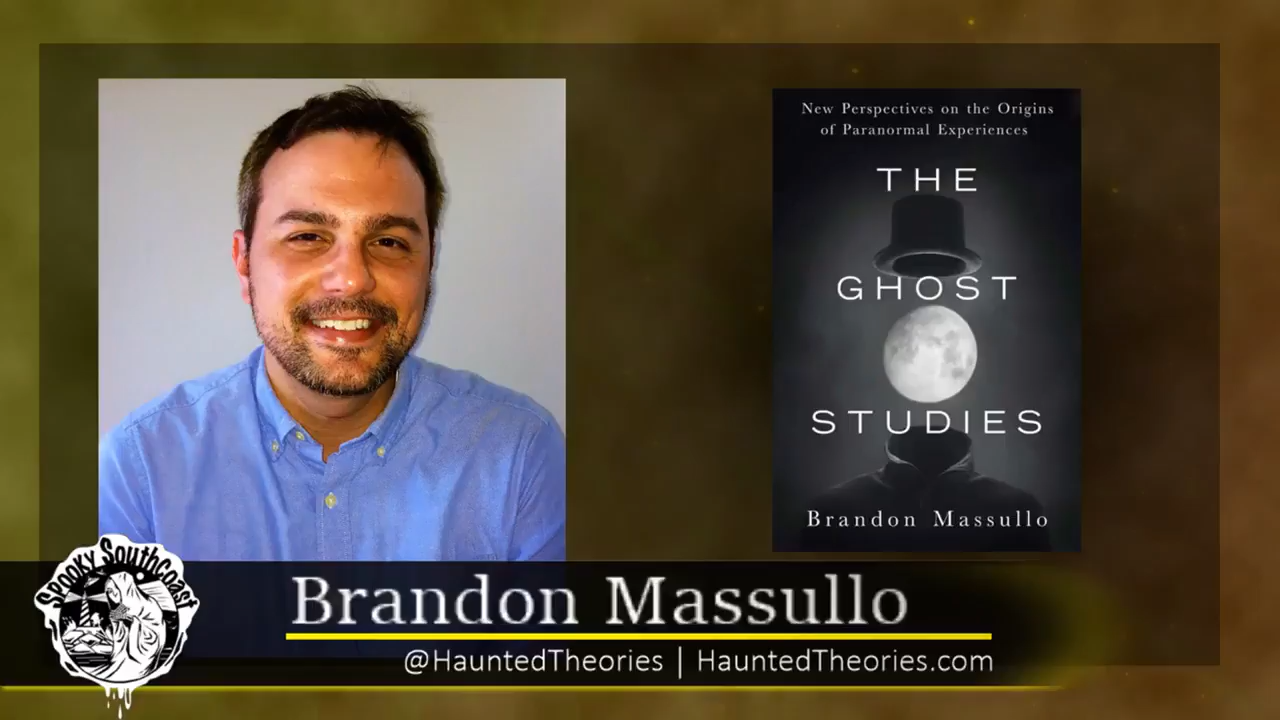 New Perspectives on the Origins
of Paranormal Experiences
THE
GHOST
STUDIES
Brandon Massullo
Spooky Southcoast
Brandon Massullo
@HauntedTheories | HauntedTheories.com